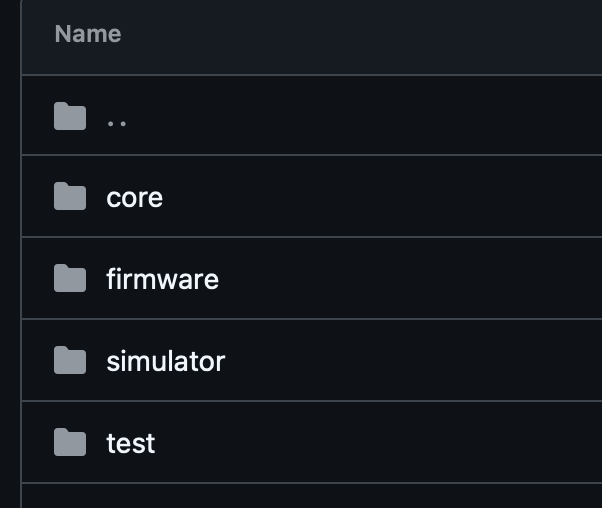 Name
..
core
firmware
simulator
test